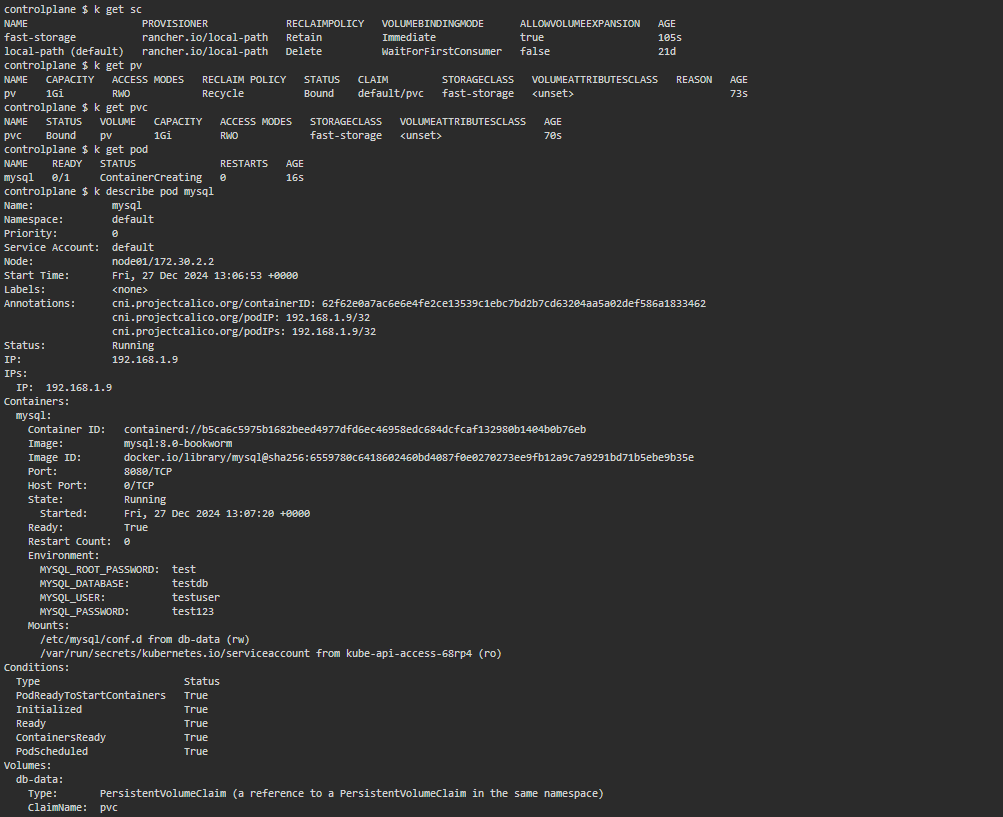 controlplane $ k get sc
NAME                   PROVISIONER             RECLAIMPOLICY   VOLUMEBINDINGMODE      ALLOWVOLUMEEXPANSION   AGE
fast-storage           rancher.io/local-path   Retain          Immediate              true                   105s
local-path (default)   rancher.io/local-path   Delete          WaitForFirstConsumer   false                  21d
controlplane $ k get pv
NAME   CAPACITY   ACCESS MODES   RECLAIM POLICY   STATUS   CLAIM         STORAGECLASS   VOLUMEATTRIBUTESCLASS   REASON   AGE
pv     1Gi        RWO            Recycle          Bound    default/pvc   fast-storage   <unset>                          73s
controlplane $ k get pvc
NAME   STATUS   VOLUME   CAPACITY   ACCESS MODES   STORAGECLASS   VOLUMEATTRIBUTESCLASS   AGE
pvc    Bound    pv       1Gi        RWO            fast-storage   <unset>                 70s
controlplane $ k get pod
NAME    READY   STATUS              RESTARTS   AGE
mysql   0/1     ContainerCreating   0          16s
controlplane $ k describe pod mysql
Name:             mysql
Namespace:        default
Priority:         0
Service Account:  default
Node:             node01/172.30.2.2
Start Time:       Fri, 27 Dec 2024 13:06:53 +0000
Labels:           <none>
Annotations:      cni.projectcalico.org/containerID: 62f62e0a7ac6e6e4fe2ce13539c1ebc7bd2b7cd63204aa5a02def586a1833462
                  cni.projectcalico.org/podIP: 192.168.1.9/32
                  cni.projectcalico.org/podIPs: 192.168.1.9/32
Status:           Running
IP:               192.168.1.9
IPs:
  IP:  192.168.1.9
Containers:
  mysql:
    Container ID:   containerd://b5ca6c5975b1682beed4977dfd6ec46958edc684dcfcaf132980b1404b0b76eb
    Image:          mysql:8.0-bookworm
    Image ID:       docker.io/library/mysql@sha256:6559780c6418602460bd4087f0e0270273ee9fb12a9c7a9291bd71b5ebe9b35e
    Port:           8080/TCP
    Host Port:      0/TCP
    State:          Running
      Started:      Fri, 27 Dec 2024 13:07:20 +0000
    Ready:          True
    Restart Count:  0
    Environment:
      MYSQL_ROOT_PASSWORD:  test
      MYSQL_DATABASE:       testdb
      MYSQL_USER:           testuser
      MYSQL_PASSWORD:       test123
    Mounts:
      /etc/mysql/conf.d from db-data (rw)
      /var/run/secrets/kubernetes.io/serviceaccount from kube-api-access-68rp4 (ro)
Conditions:
  Type                        Status
  PodReadyToStartContainers   True
  Initialized                 True
  Ready                       True
  ContainersReady             True
  PodScheduled                True
Volumes:
  db-data:
    Type:       PersistentVolumeClaim (a reference to a PersistentVolumeClaim in the same namespace)
    ClaimName:  pvc